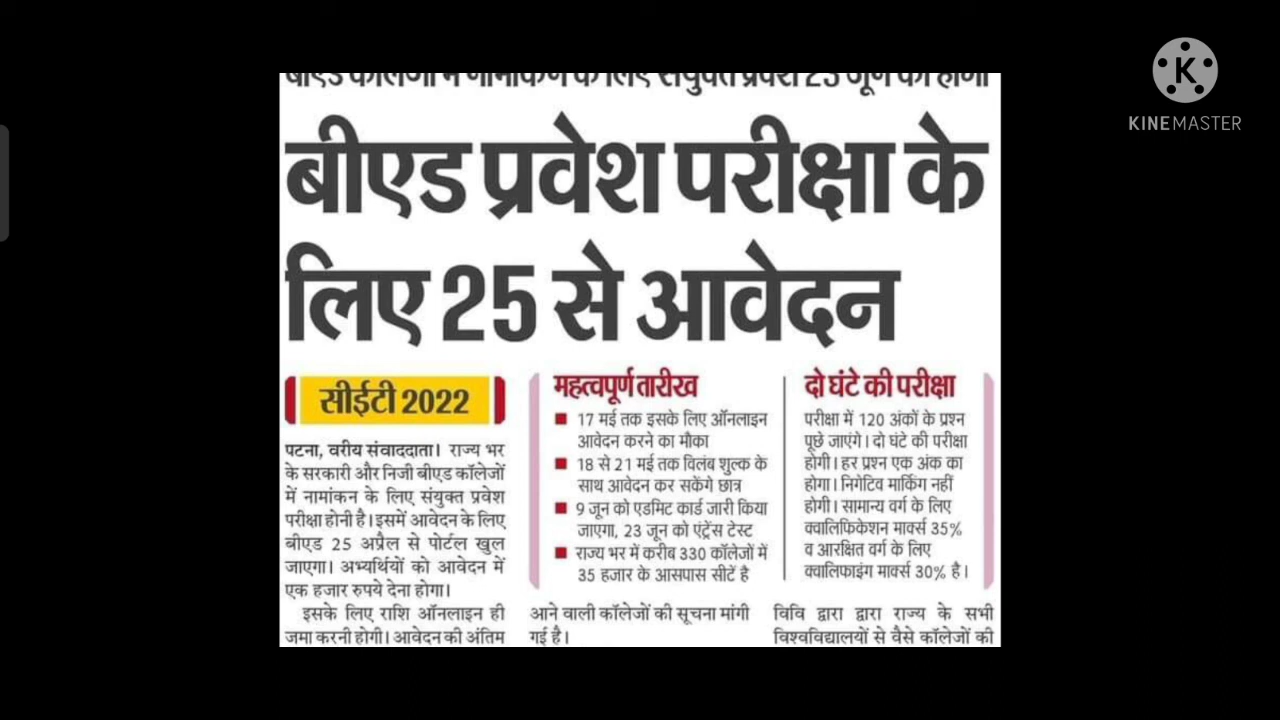 बीएड कॉलेजों में नामांकन के लिए संयुक्त प्रवेश 23 जून को होगी
बीएड प्रवेश परीक्षा के
लिए 25 से आवेदन
सीईटी 2022
पटना, वरीय संवाददाता। राज्य भर
के सरकारी और निजी बीएड कॉलेजों
में नामांकन के लिए संयुक्त प्रवेश
परीक्षा होनी है। इसमें आवेदन के लिए
बीएड 25 अप्रैल से पोर्टल खुल
जाएगा। अभ्यर्थियों को आवेदन में
एक हजार रुपये देना होगा।
इसके लिए राशि ऑनलाइन ही
जमा करनी होगी। आवेदन की अंतिम
महत्वपूर्ण तारीख
17 मई तक इसके लिए ऑनलाइन
आवेदन करने का मौका
18 से 21 मई तक विलंब शुल्क के
साथ आवेदन कर सकेंगे छात्र
9 जून को एडमिट कार्ड जारी किया
जाएगा, 23 जून को एंट्रेंस टेस्ट
राज्य भर में करीब 330 कॉलेजों में
35 हजार के आसपास सीटें है
दो घंटे की परीक्षा
परीक्षा में 120 अंकों के प्रश्न
पूछे जाएंगे। दो घंटे की परीक्षा
होगी। हर प्रश्न एक अंक का
होगा। निगेटिव मार्किंग नहीं
होगी। सामान्य वर्ग के लिए
क्वालिफिकेशन मार्क्स 35%
व आरक्षित वर्ग के लिए
क्वालिफाइंग मार्क्स 30% है।
आने वाली कॉलेजों की सूचना मांगी
गई है।
विवि द्वारा द्वारा राज्य के सभी
विश्वविद्यालयों से वैसे कॉलेजों की
KINEMASTER